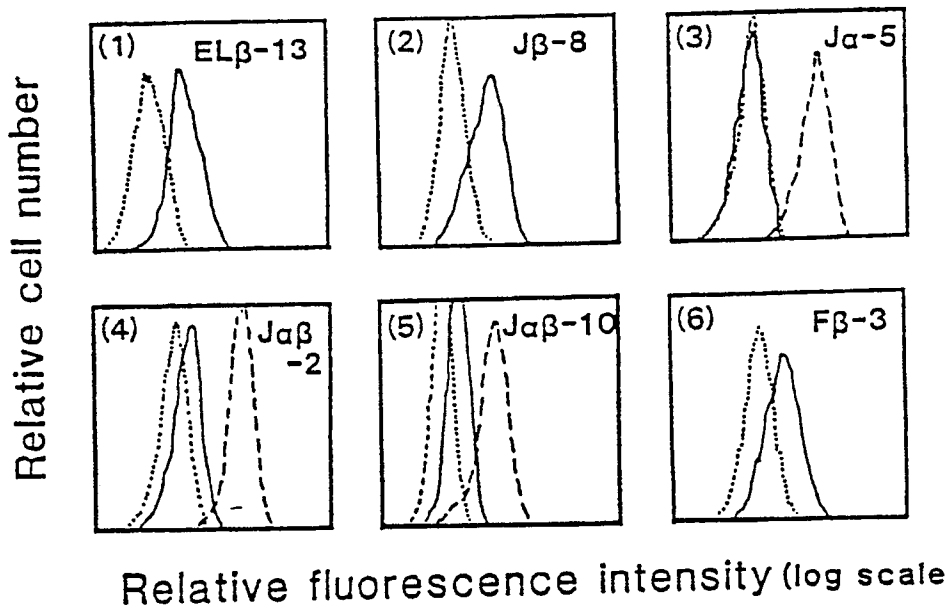 Relative cell number
(1) ELβ-13
(2) Jβ-8
(3) Jα-5
(4) Jαβ
-2
(5) Jαβ-10
(6) Fβ-3
Relative fluorescence intensity (log scale